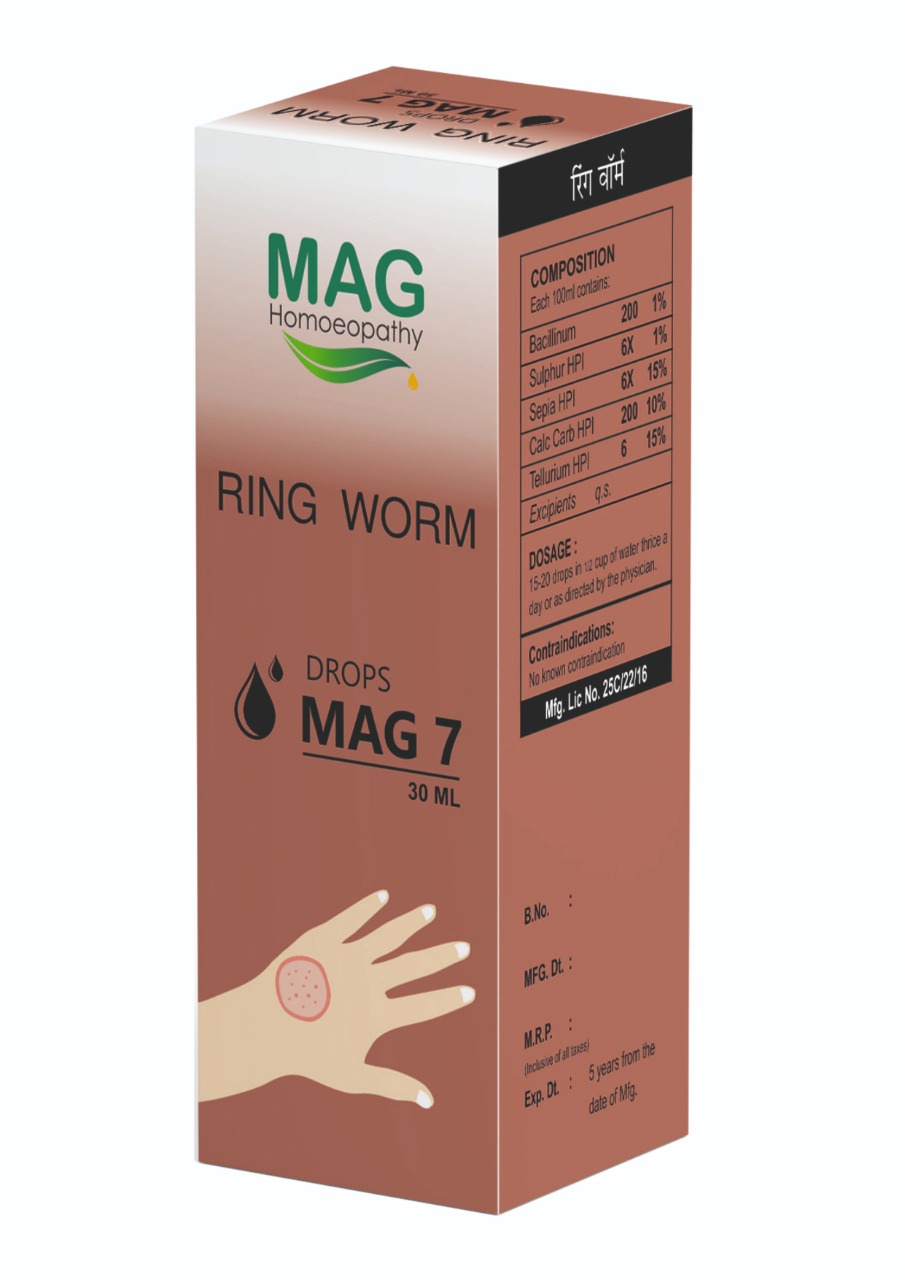 RING WORM
DROPS
MAG 7
30 ML
MAG
Homoeopathy
RING WORM
DROPS
MAG 7
30 ML
रिंग वॉर्म
COMPOSITION
Each 100ml contains:
Bacillinum 200 1%
Sulphur HPI 6X 1%
Sepia HPI 6X 15%
Calc Carb HPI 200 10%
Tellurium HPI 6 15%
Excipients q.s.
DOSAGE :
15-20 drops in 1/2 cup of water thrice a
day or as directed by the physician.
Contraindications:
No known contraindication
Mfg. Lic No. 25C/22/16
B.No. :
MFG. Dt. :
M.R.P. :
(Inclusive of all taxes)
Exp. Dt. : 5 years from the
date of Mfg.